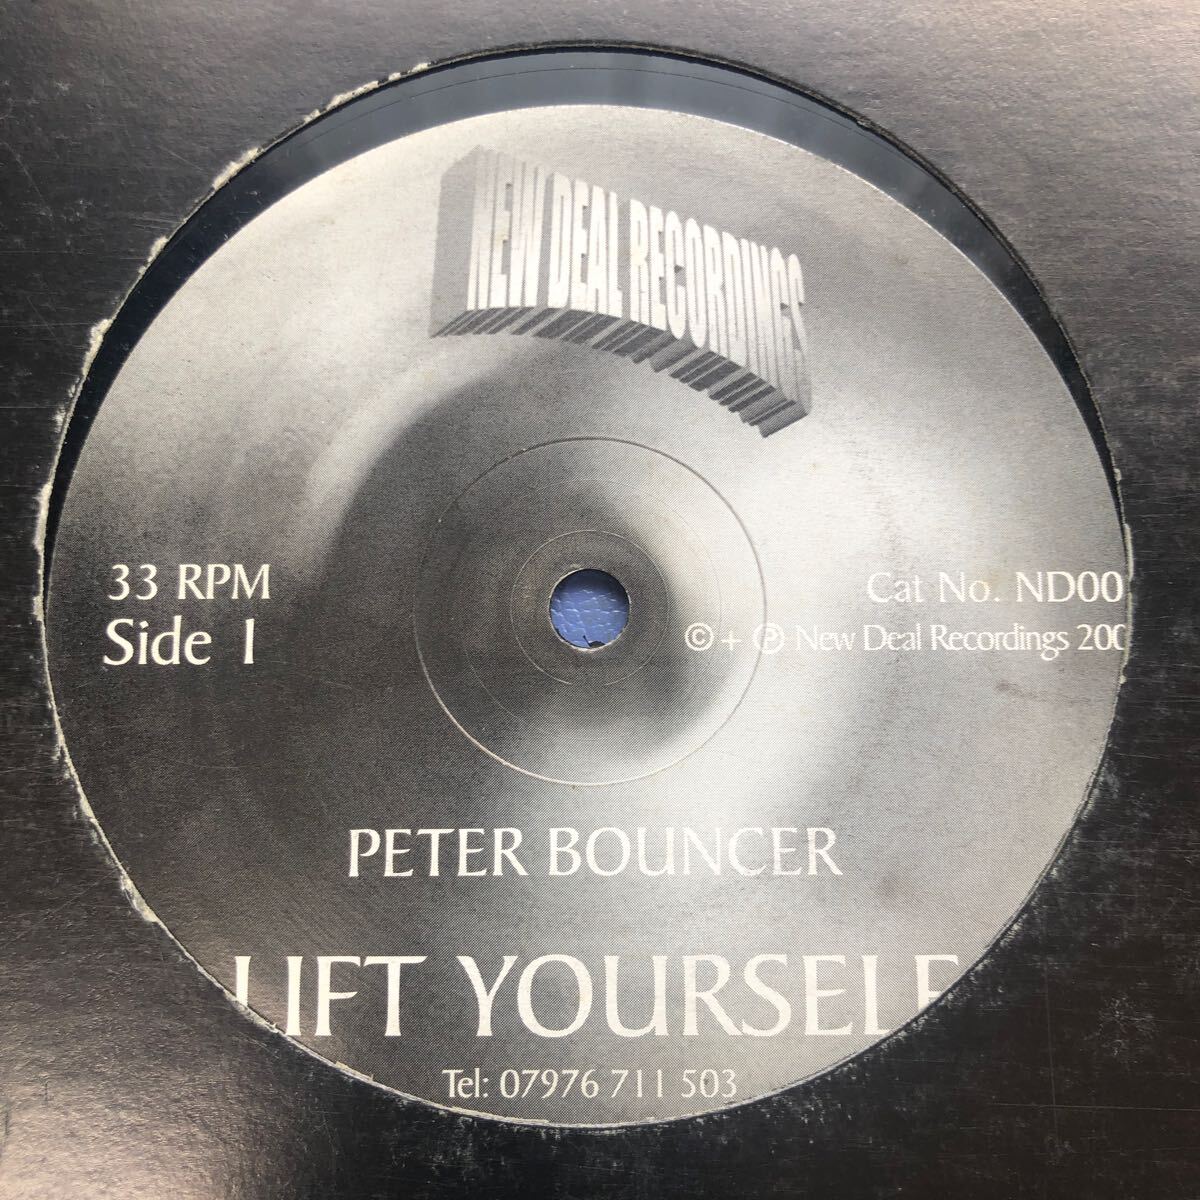 NEW DEAL RECORDINGS
33 RPM
Side 1
Cat No. ND00
© + ℗ New Deal Recordings 200
PETER BOUNCER
LIFT YOURSELF
Tel: 07976 711 503